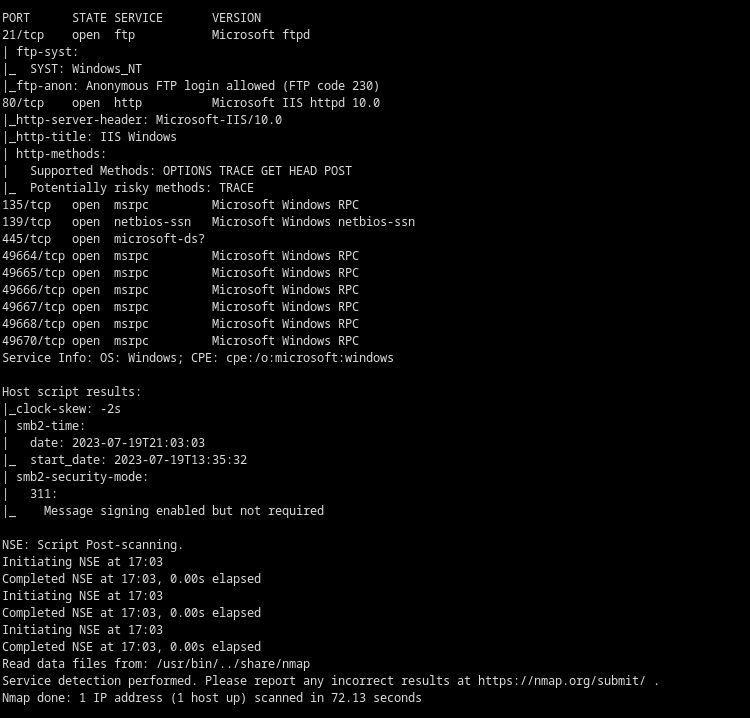 PORT      STATE SERVICE       VERSION
21/tcp    open  ftp           Microsoft ftpd
| ftp-syst:
|_  SYST: Windows_NT
|_ftp-anon: Anonymous FTP login allowed (FTP code 230)
80/tcp    open  http          Microsoft IIS httpd 10.0
|_http-server-header: Microsoft-IIS/10.0
|_http-title: IIS Windows
| http-methods:
|   Supported Methods: OPTIONS TRACE GET HEAD POST
|_  Potentially risky methods: TRACE
135/tcp   open  msrpc         Microsoft Windows RPC
139/tcp   open  netbios-ssn   Microsoft Windows netbios-ssn
445/tcp   open  microsoft-ds?
49664/tcp open  msrpc         Microsoft Windows RPC
49665/tcp open  msrpc         Microsoft Windows RPC
49666/tcp open  msrpc         Microsoft Windows RPC
49667/tcp open  msrpc         Microsoft Windows RPC
49668/tcp open  msrpc         Microsoft Windows RPC
49670/tcp open  msrpc         Microsoft Windows RPC
Service Info: OS: Windows; CPE: cpe:/o:microsoft:windows

Host script results:
|_clock-skew: -2s
| smb2-time:
|   date: 2023-07-19T21:03:03
|_  start_date: 2023-07-19T13:35:32
| smb2-security-mode:
|   311:
|_    Message signing enabled but not required

NSE: Script Post-scanning.
Initiating NSE at 17:03
Completed NSE at 17:03, 0.00s elapsed
Initiating NSE at 17:03
Completed NSE at 17:03, 0.00s elapsed
Initiating NSE at 17:03
Completed NSE at 17:03, 0.00s elapsed
Read data files from: /usr/bin/../share/nmap
Service detection performed. Please report any incorrect results at https://nmap.org/submit/ .
Nmap done: 1 IP address (1 host up) scanned in 72.13 seconds